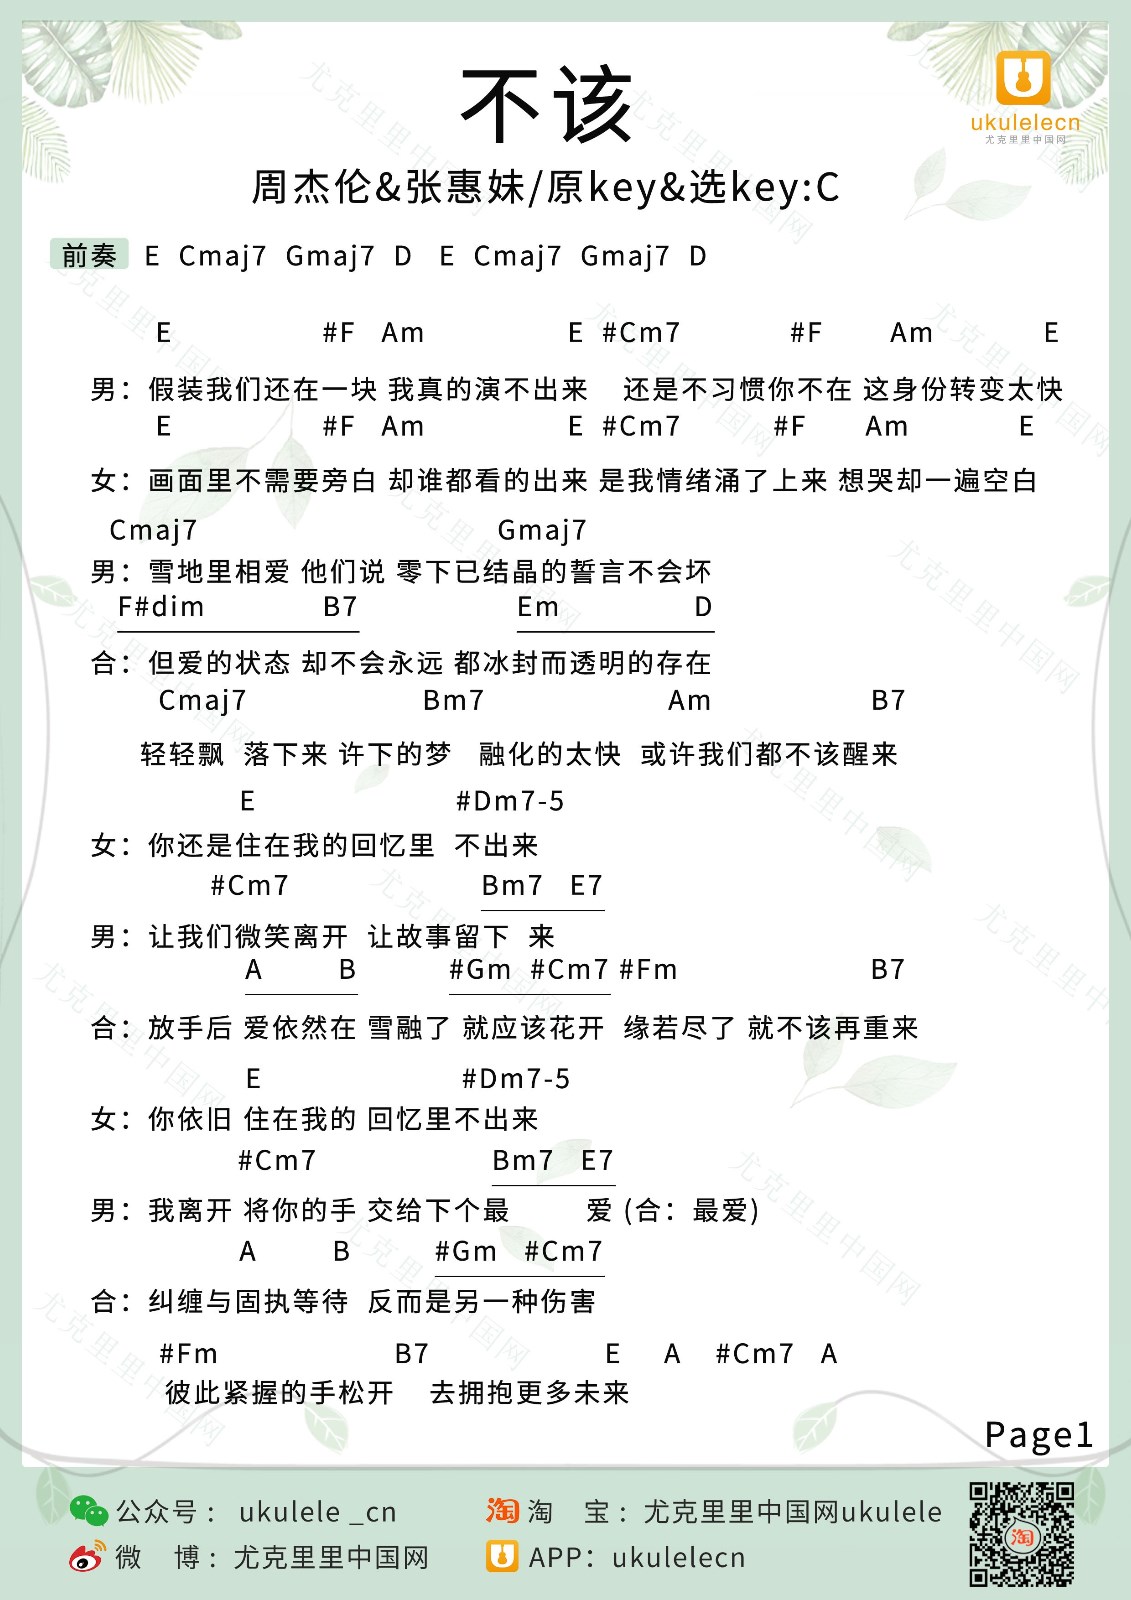 不该
ukulelecn
尤克里里中国网
周杰伦&张惠妹/原key&选key:C
前奏 E Cmaj7 Gmaj7 D E Cmaj7 Gmaj7 D
E #F Am E #Cm7 #F Am E
男：假装我们还在一块 我真的演不出来 还是不习惯你不在 这身份转变太快
E #F Am E #Cm7 #F Am E
女：画面里不需要旁白 却谁都看的出来 是我情绪涌了上来 想哭却一遍空白
Cmaj7 Gmaj7
男：雪地里相爱 他们说 零下已结晶的誓言不会坏
F#dim B7 Em D
合：但爱的状态 却不会永远 都冰封而透明的存在
Cmaj7 Bm7 Am B7
轻轻飘 落下来 许下的梦 融化的太快 或许我们都不该醒来
E #Dm7-5
女：你还是住在我的回忆里 不出来
#Cm7 Bm7 E7
男：让我们微笑离开 让故事留下 来
A B #Gm #Cm7 #Fm B7
合：放手后 爱依然在 雪融了 就应该花开 缘若尽了 就不该再重来
E #Dm7-5
女：你依旧 住在我的 回忆里不出来
#Cm7 Bm7 E7
男：我离开 将你的手 交给下个最 爱 (合：最爱)
A B #Gm #Cm7
合：纠缠与固执等待 反而是另一种伤害
#Fm B7 E A #Cm7 A
彼此紧握的手松开 去拥抱更多未来
Page1
公众号： ukulele _cn
淘 宝：尤克里里中国网ukulele
微 博：尤克里里中国网
APP：ukulelecn
淘